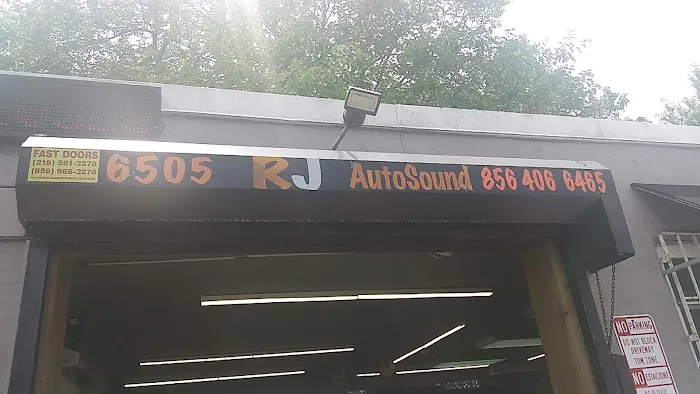 FAST DOORS
(215) 561-3278
(856) 966-3278
6505 RJ AutoSound 856 406 6465
NO PARKING
DO NOT BLOCK
DRIVEWAY
TOW ZONE
NO ESTACIONE